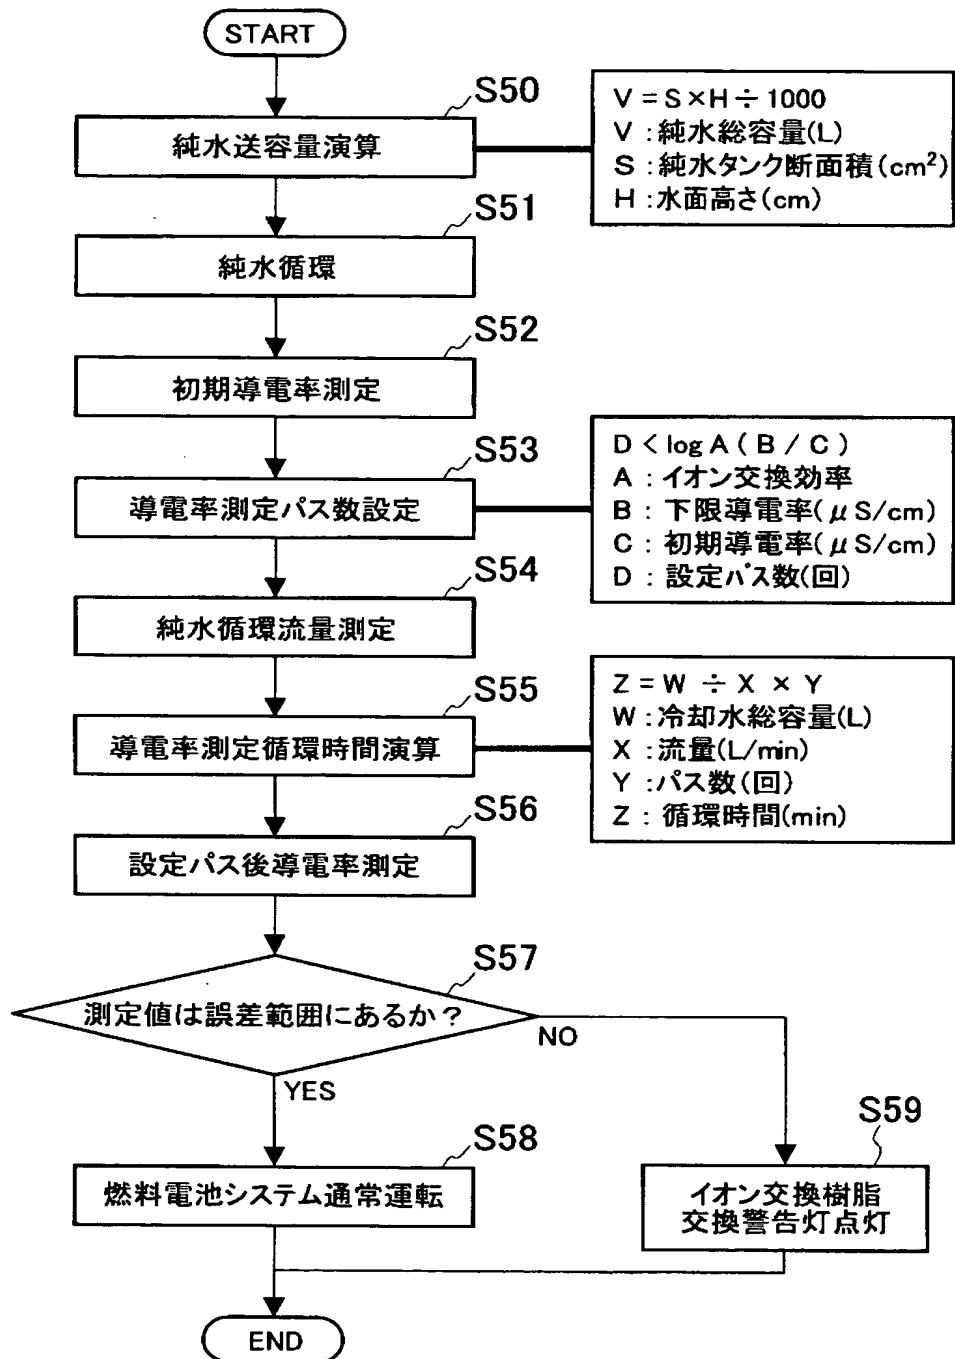 START
S50
純水送容量演算
V = S×H÷1000
V : 純水総容量(L)
S : 純水タンク断面積(cm²)
H : 水面高さ(cm)
S51
純水循環
S52
初期導電率測定
S53
導電率測定パス数設定
D < log A ( B / C )
A : イオン交換効率
B : 下限導電率( μ S/cm)
C : 初期導電率( μ S/cm)
D : 設定パス数(回)
S54
純水循環流量測定
S55
導電率測定循環時間演算
Z = W ÷ X × Y
W : 冷却水総容量(L)
X : 流量(L/min)
Y : パス数(回)
Z : 循環時間(min)
S56
設定パス後導電率測定
S57
測定値は誤差範囲にあるか？
NO
YES
S58
燃料電池システム通常運転
S59
イオン交換樹脂
交換警告灯点灯
END